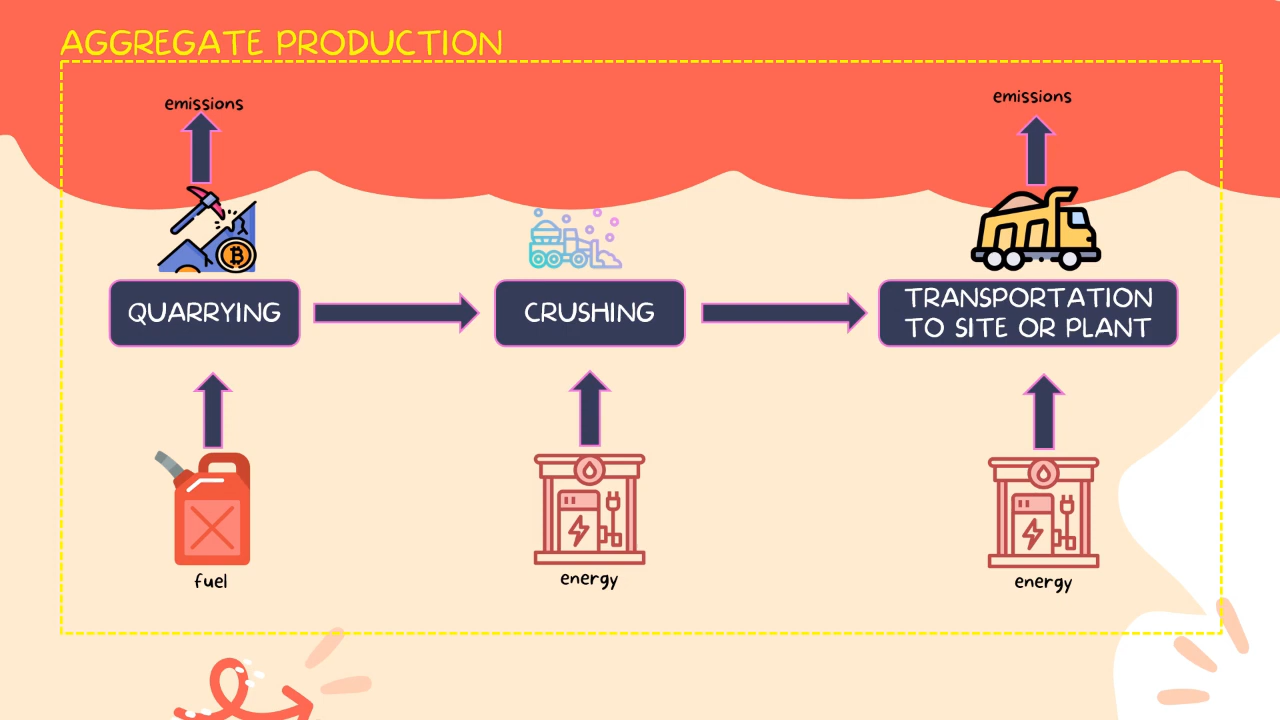 AGGREGATE PRODUCTION
emissions
emissions
QUARRYING
CRUSHING
TRANSPORTATION
TO SITE OR PLANT
fuel
energy
energy